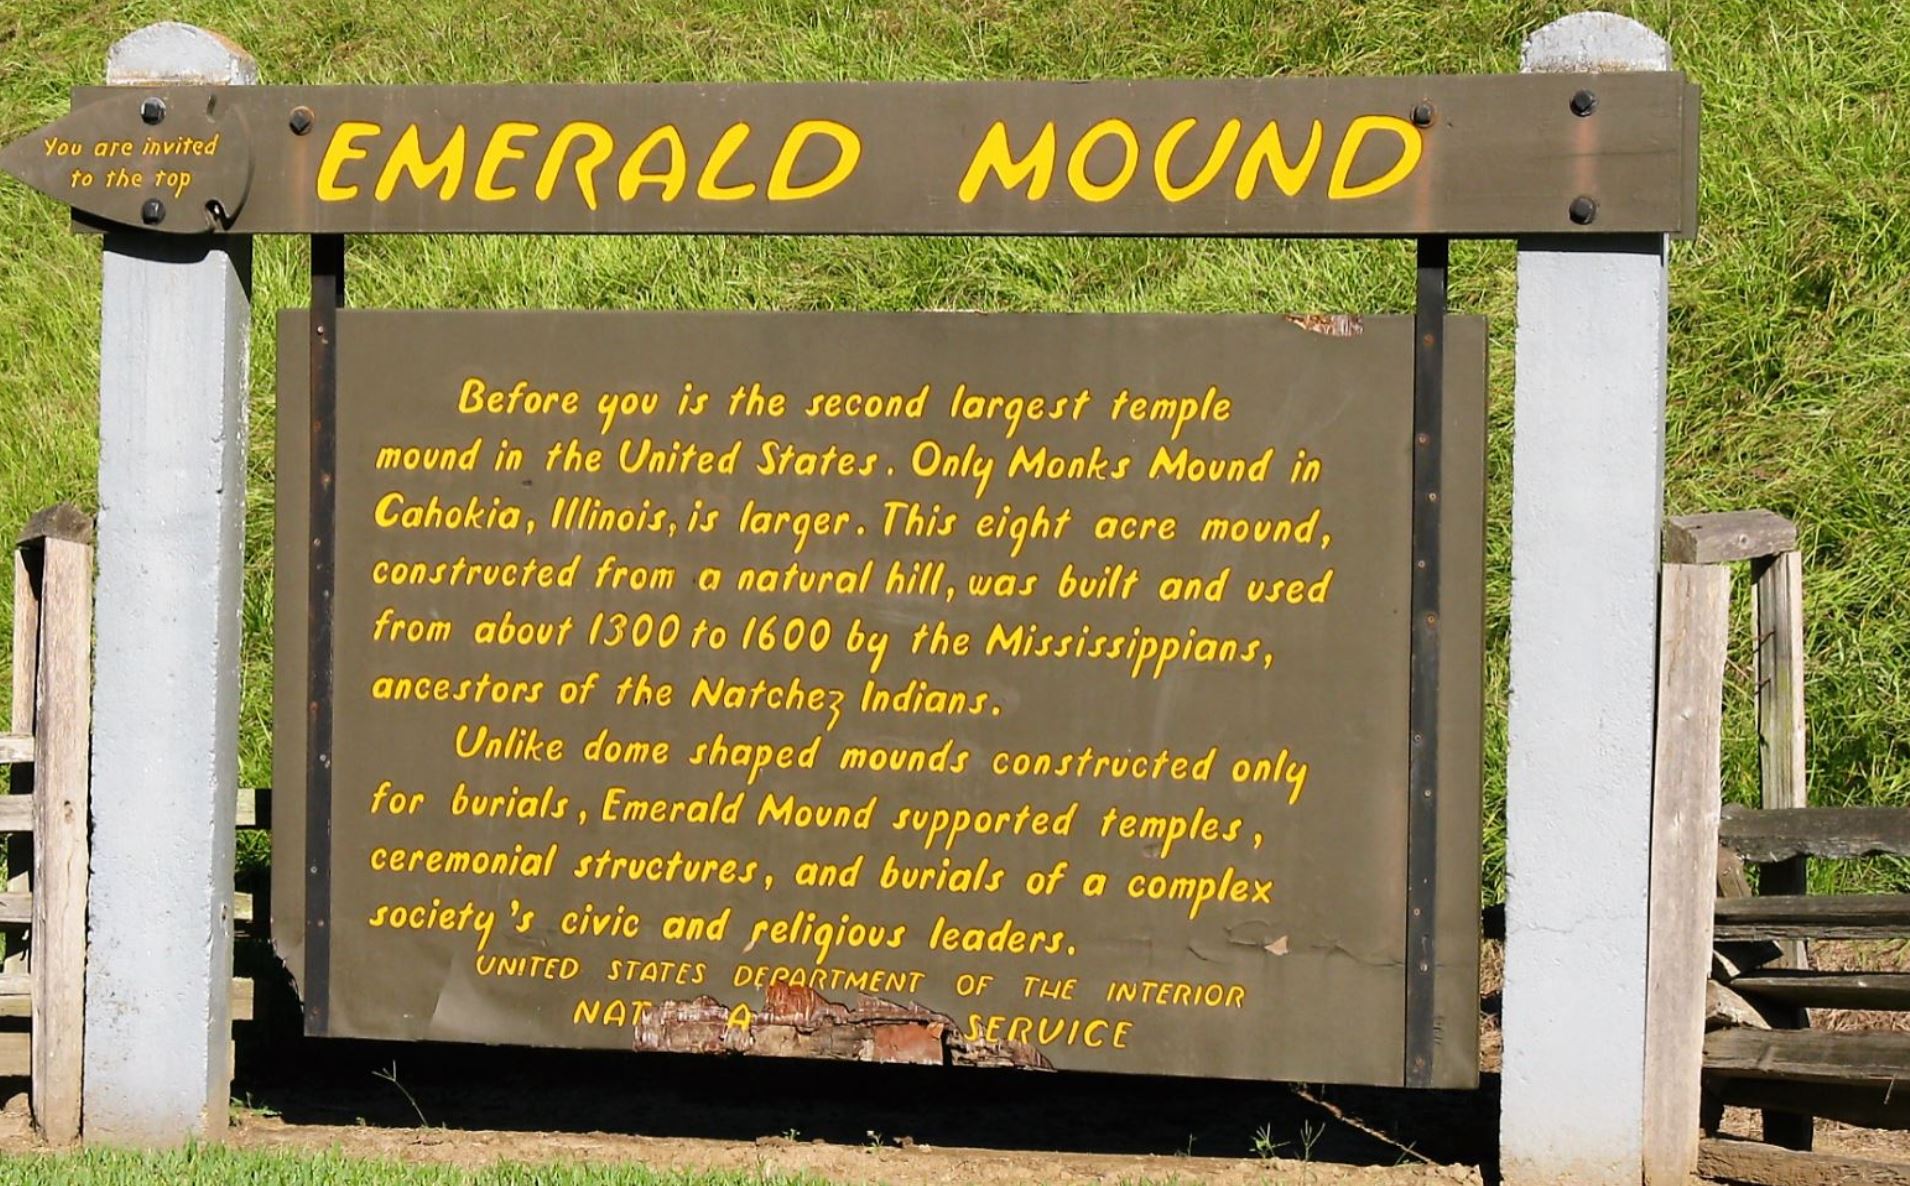 You are invited
to the top
EMERALD MOUND
Before you is the second largest temple
mound in the United States. Only Monks Mound in
Cahokia, Illinois, is larger. This eight acre mound,
constructed from a natural hill, was built and used
from about 1300 to 1600 by the Mississippians,
ancestors of the Natchez Indians.
Unlike dome shaped mounds constructed only
for burials, Emerald Mound supported temples,
ceremonial structures, and burials of a complex
society's civic and religious leaders.
UNITED STATES DEPARTMENT OF THE INTERIOR
SERVICE